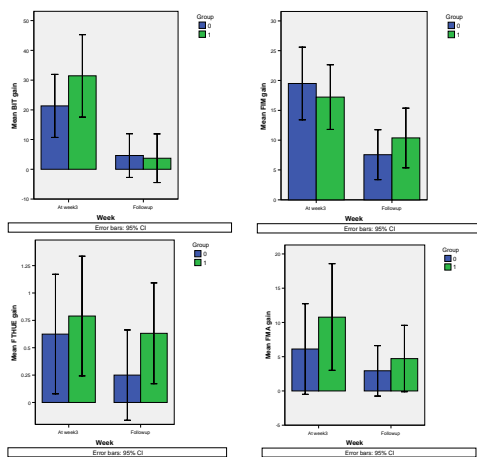 Group
0
1
Mean BIT gain
50
40
30
20
10
0
-10
At week3
Followup
Week
Error bars: 95% CI
Group
0
1
Mean FIM gain
30
25
20
15
10
5
0
At week3
Followup
Week
Error bars: 95% CI
Group
0
1
Mean FTHUE gain
1.25
1
0.75
0.5
0.25
0
At week3
Followup
Week
Error bars: 95% CI
Group
0
1
Mean FMA gain
20
15
10
5
0
-5
At week3
Followup
Week
Error bars: 95% CI